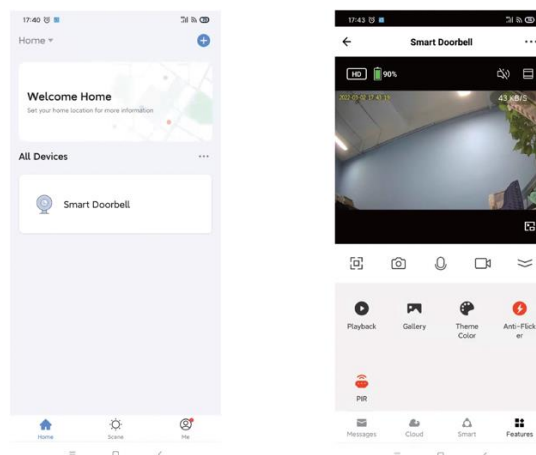 17:40
Home
Welcome Home
Set your home location for more information
All Devices
Smart Doorbell
Home
Scene
Me
17:43
Smart Doorbell
HD 90%
43 KB/S
Playback
Gallery
Theme Color
Anti-Flick
er
PIR
Messages
Cloud
Smart
Features